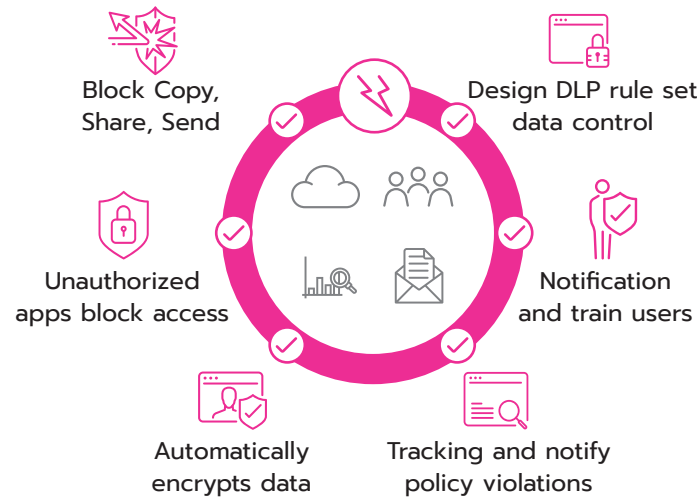 Block Copy,
Share, Send
Design DLP rule set
data control
Unauthorized
apps block access
Notification
and train users
Automatically
encrypts data
Tracking and notify
policy violations